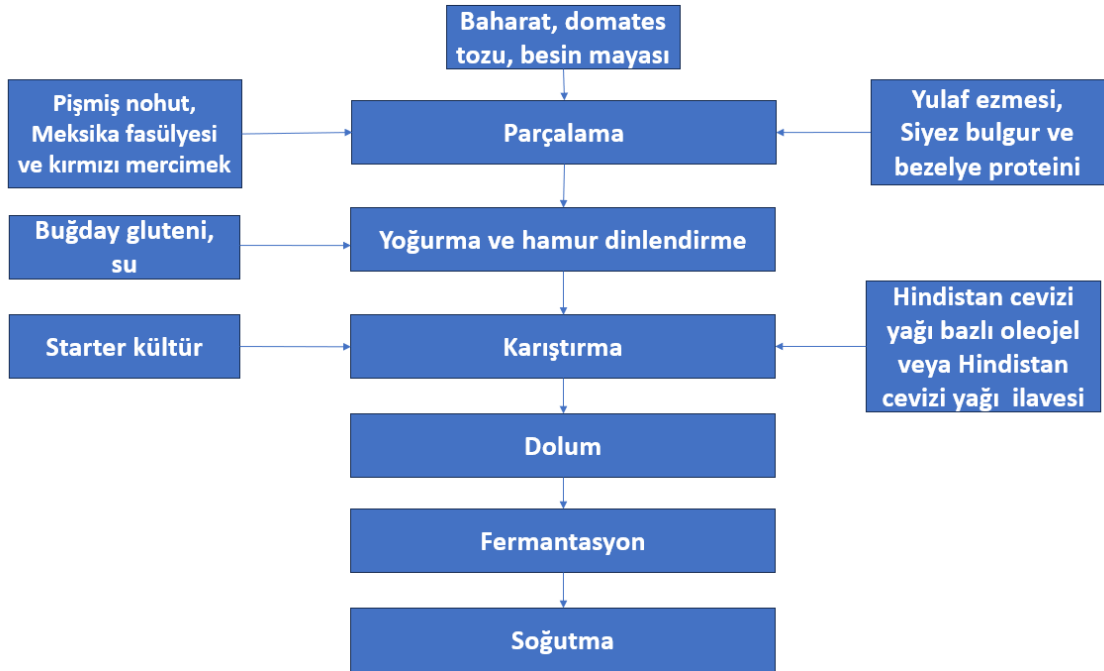 Baharat, domates
tozu, besin mayası
Pişmiş nohut,
Meksika fasülyesi
ve kırmızı mercimek
Parçalama
Yulaf ezmesi,
Siyez bulgur ve
bezelye proteini
Buğday gluteni,
su
Yoğurma ve hamur dinlendirme
Starter kültür
Karıştırma
Hindistan cevizi
yağı bazlı oleojel
veya Hindistan
cevizi yağı ilavesi
Dolum
Fermantasyon
Soğutma